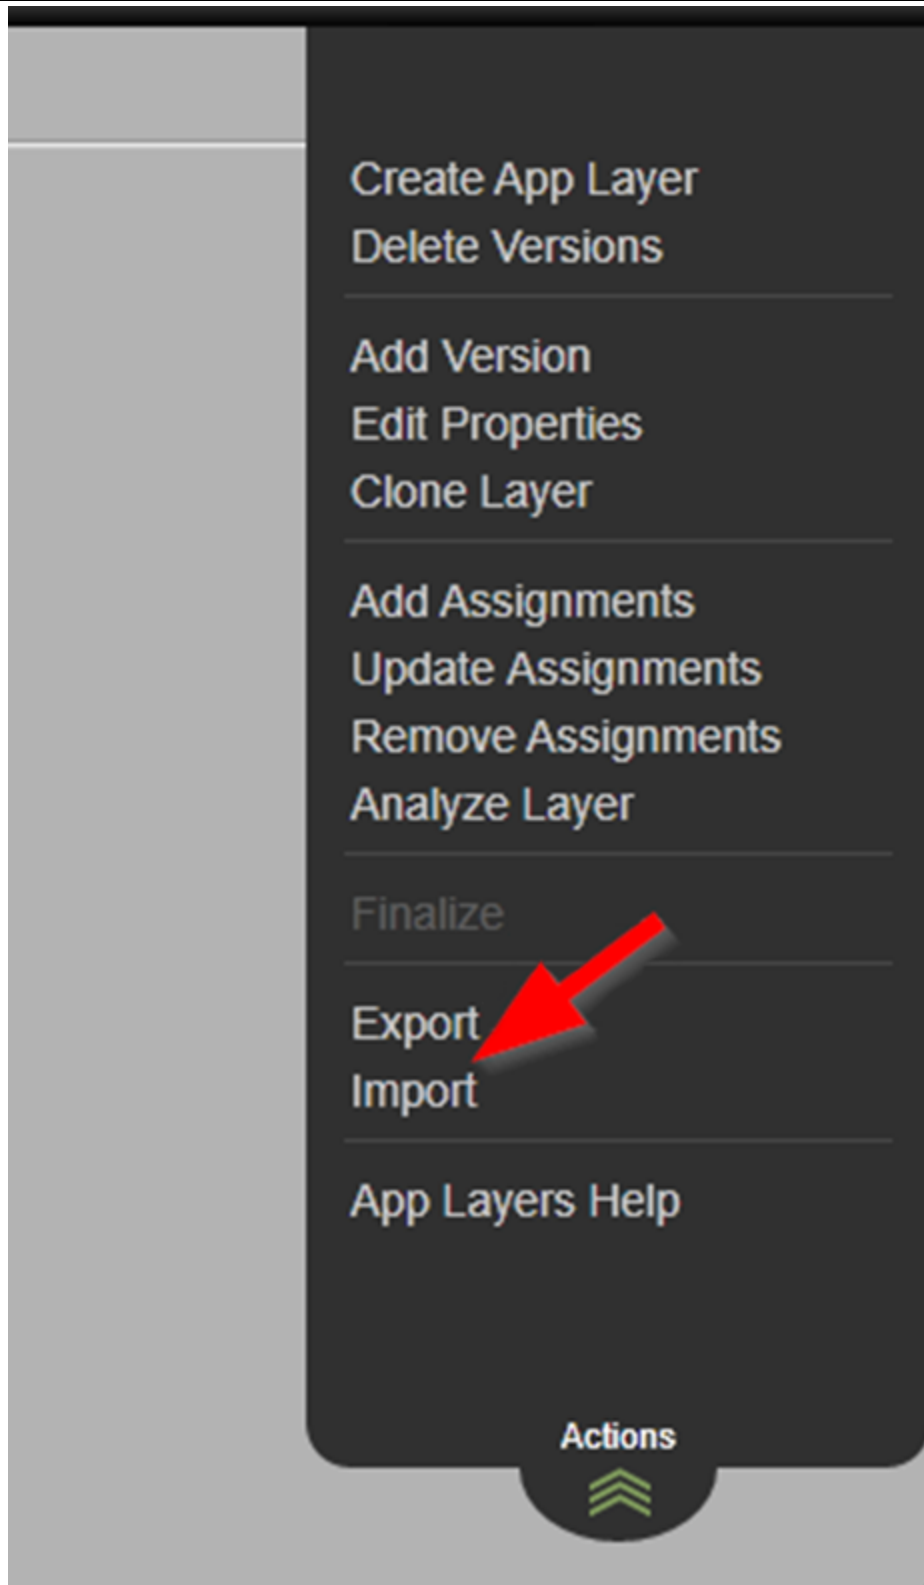 Create App Layer
Delete Versions
Add Version
Edit Properties
Clone Layer
Add Assignments
Update Assignments
Remove Assignments
Analyze Layer
Finalize
Export
Import
App Layers Help
Actions